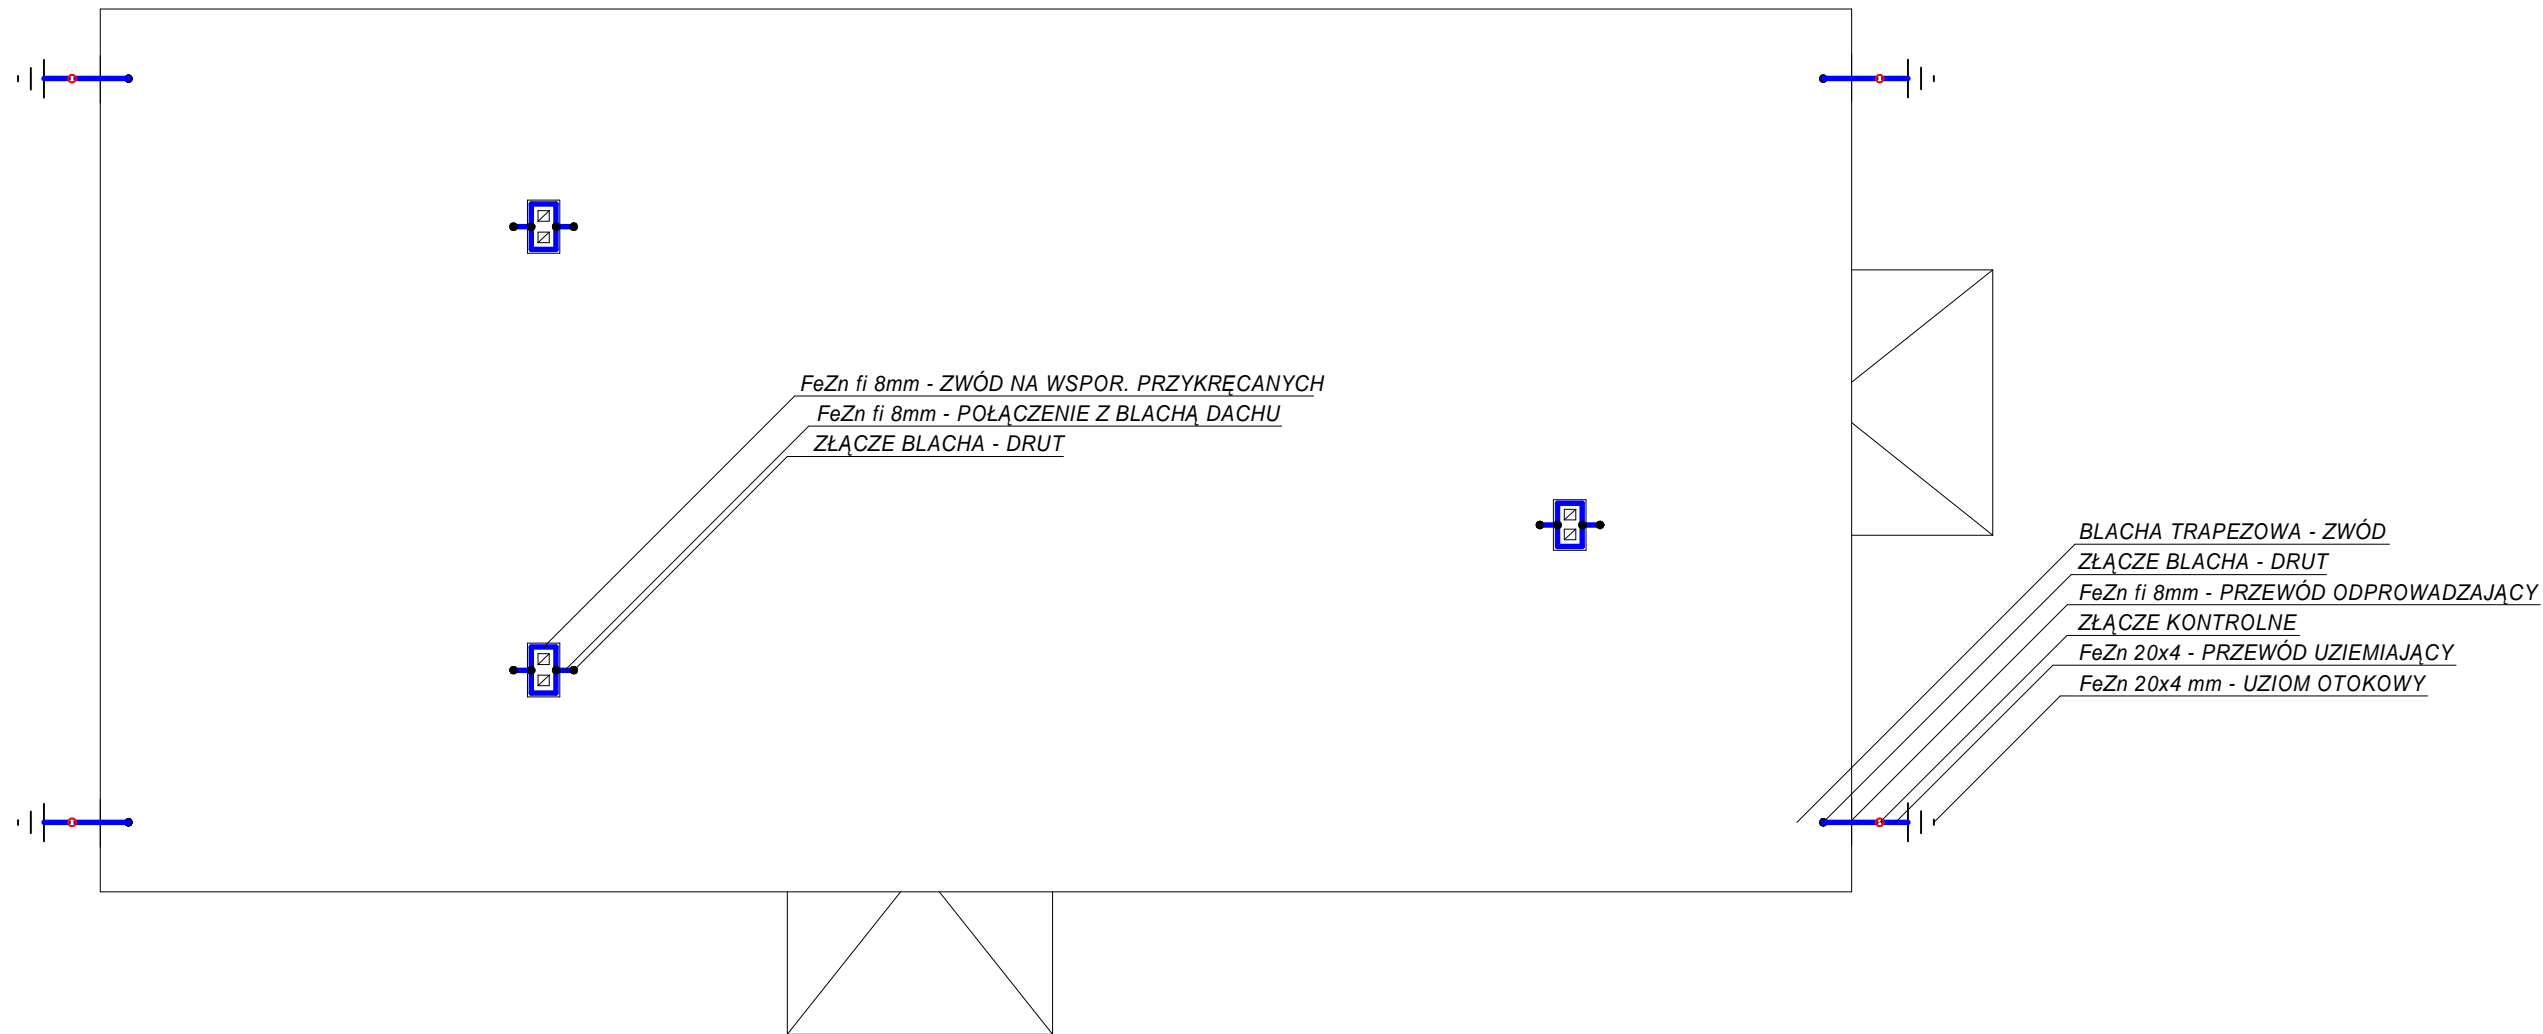 FeZn fi 8mm - ZWÓD NA WSPOR. PRZYKRĘCANYCH
FeZn fi 8mm - POŁĄCZENIE Z BLACHĄ DACHU
ZŁĄCZE BLACHA - DRUT
BLACHA TRAPEZOWA - ZWÓD
ZŁĄCZE BLACHA - DRUT
FeZn fi 8mm - PRZEWÓD ODPROWADZAJĄCY
ZŁĄCZE KONTROLNE
FeZn 20x4 - PRZEWÓD UZIEMIAJĄCY
FeZn 20x4 mm - UZIOM OTOKOWY